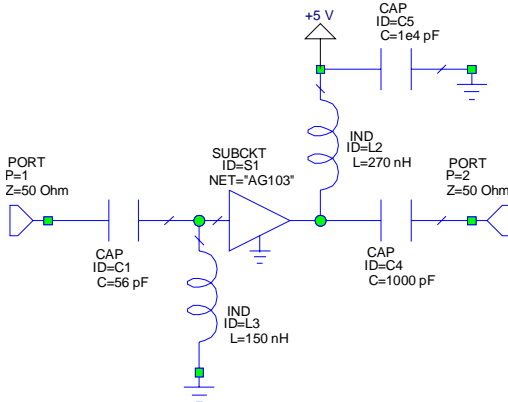 +5 V
CAP
ID=C5
C=1e4 pF
IND
ID=L2
L=270 nH
SUBCKT
ID=S1
NET="AG103"
PORT
P=1
Z=50 Ohm
PORT
P=2
Z=50 Ohm
CAP
ID=C1
C=56 pF
CAP
ID=C4
C=1000 pF
IND
ID=L3
L=150 nH